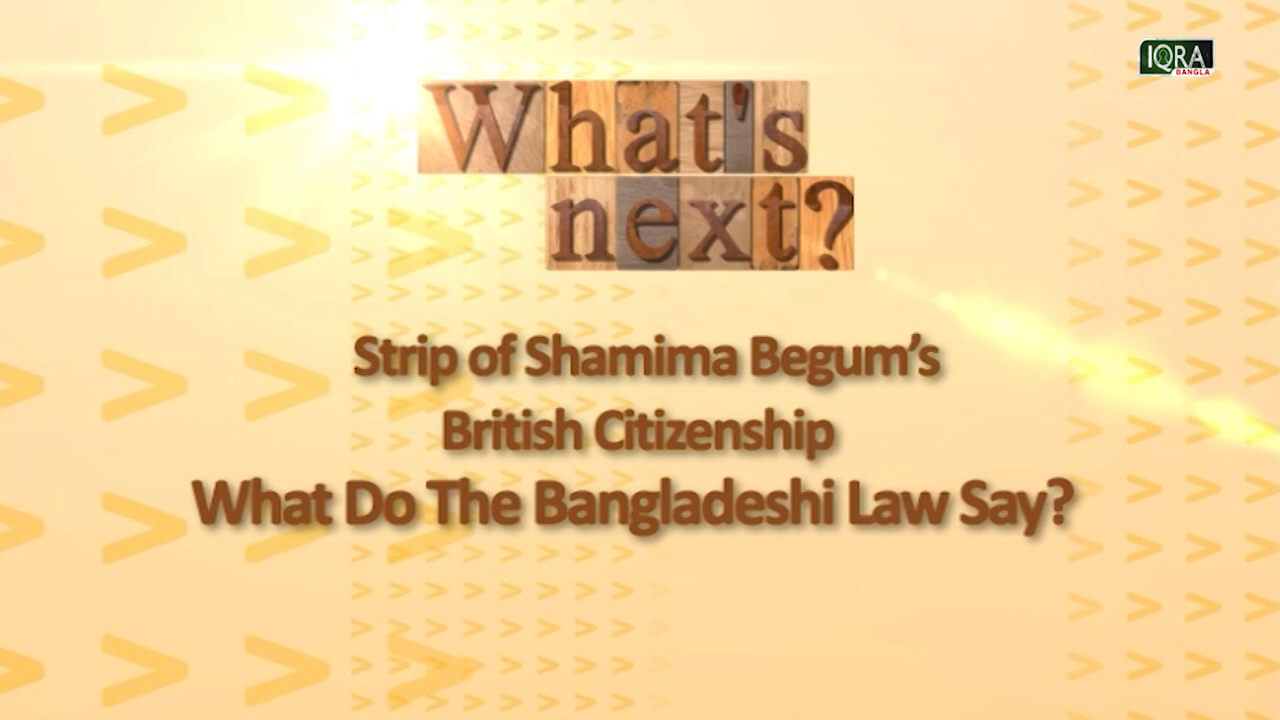 IQRA
BANGLA
What's
next?
Strip of Shamima Begum’s
British Citizenship
What Do The Bangladeshi Law Say?